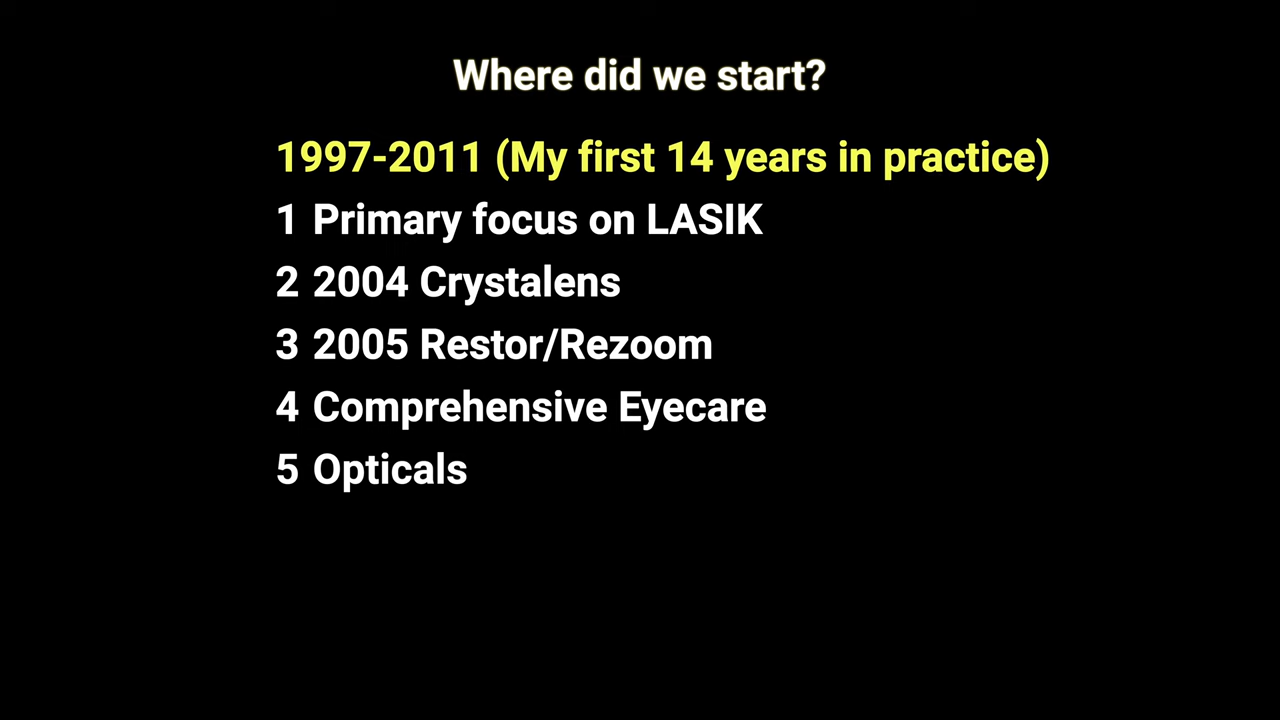 Where did we start?
1997-2011 (My first 14 years in practice)
1 Primary focus on LASIK
2 2004 Crystalens
3 2005 Restor/Rezoom
4 Comprehensive Eyecare
5 Opticals